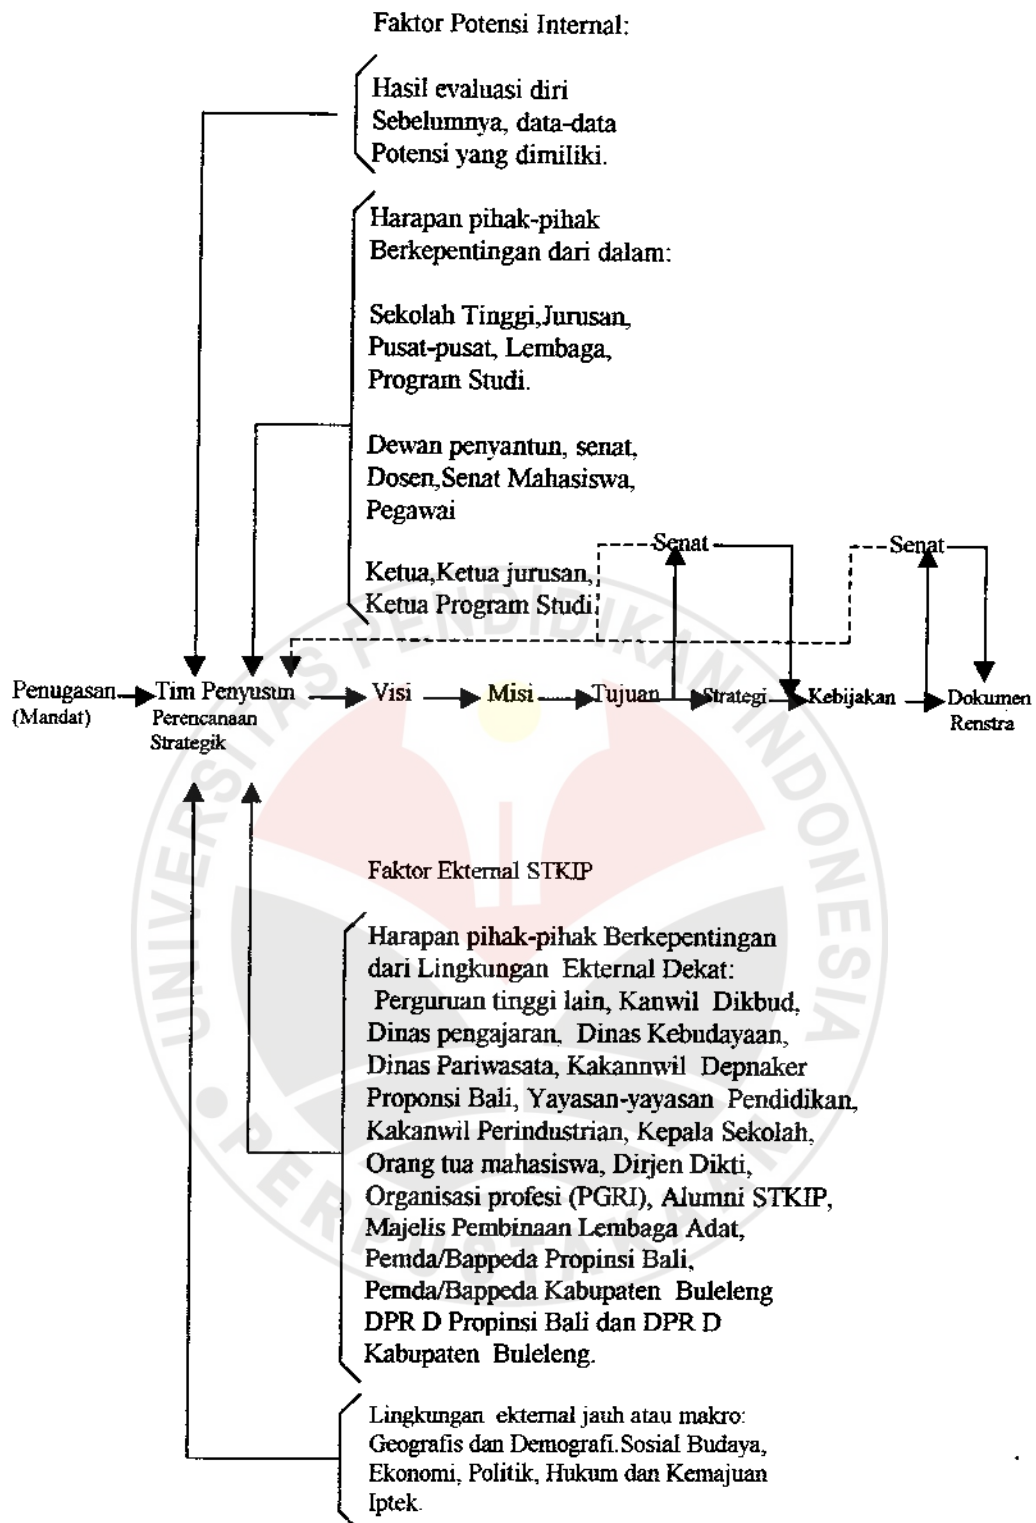 Faktor Potensi Internal:
Hasil evaluasi diri
Sebelumnya, data-data
Potensi yang dimiliki.
Harapan pihak-pihak
Berkepentingan dari dalam:
Sekolah Tinggi,Jurusan,
Pusat-pusat, Lembaga,
Program Studi.
Dewan penyantun, senat,
Dosen,Senat Mahasiswa,
Pegawai
Ketua,Ketua jurusan,
Ketua Program Studi
Senat
Senat
Penugasan
(Mandat)
Tim Penyusun
Perencanaan
Strategik
Visi
Misi
Tujuan
Strategi
Kebijakan
Dokumen
Renstra
Faktor Ekternal STKIP
Harapan pihak-pihak Berkepentingan
dari Lingkungan Ekternal Dekat:
Perguruan tinggi lain, Kanwil Dikbud,
Dinas pengajaran, Dinas Kebudayaan,
Dinas Pariwasata, Kakannwil Depnaker
Proponsi Bali, Yayasan-yayasan Pendidikan,
Kakanwil Perindustrian, Kepala Sekolah,
Orang tua mahasiswa, Dirjen Dikti,
Organisasi profesi (PGRI), Alumni STKIP,
Majelis Pembinaan Lembaga Adat,
Pemda/Bappeda Propinsi Bali,
Pemda/Bappeda Kabupaten Buleleng
DPR D Propinsi Bali dan DPR D
Kabupaten Buleleng.
Lingkungan ekternal jauh atau makro:
Geografis dan Demografi.Sosial Budaya,
Ekonomi, Politik, Hukum dan Kemajuan
Iptek.
UNIVERSITAS PENDIDIKAN INDONESIA
PERPUSTAKAAN